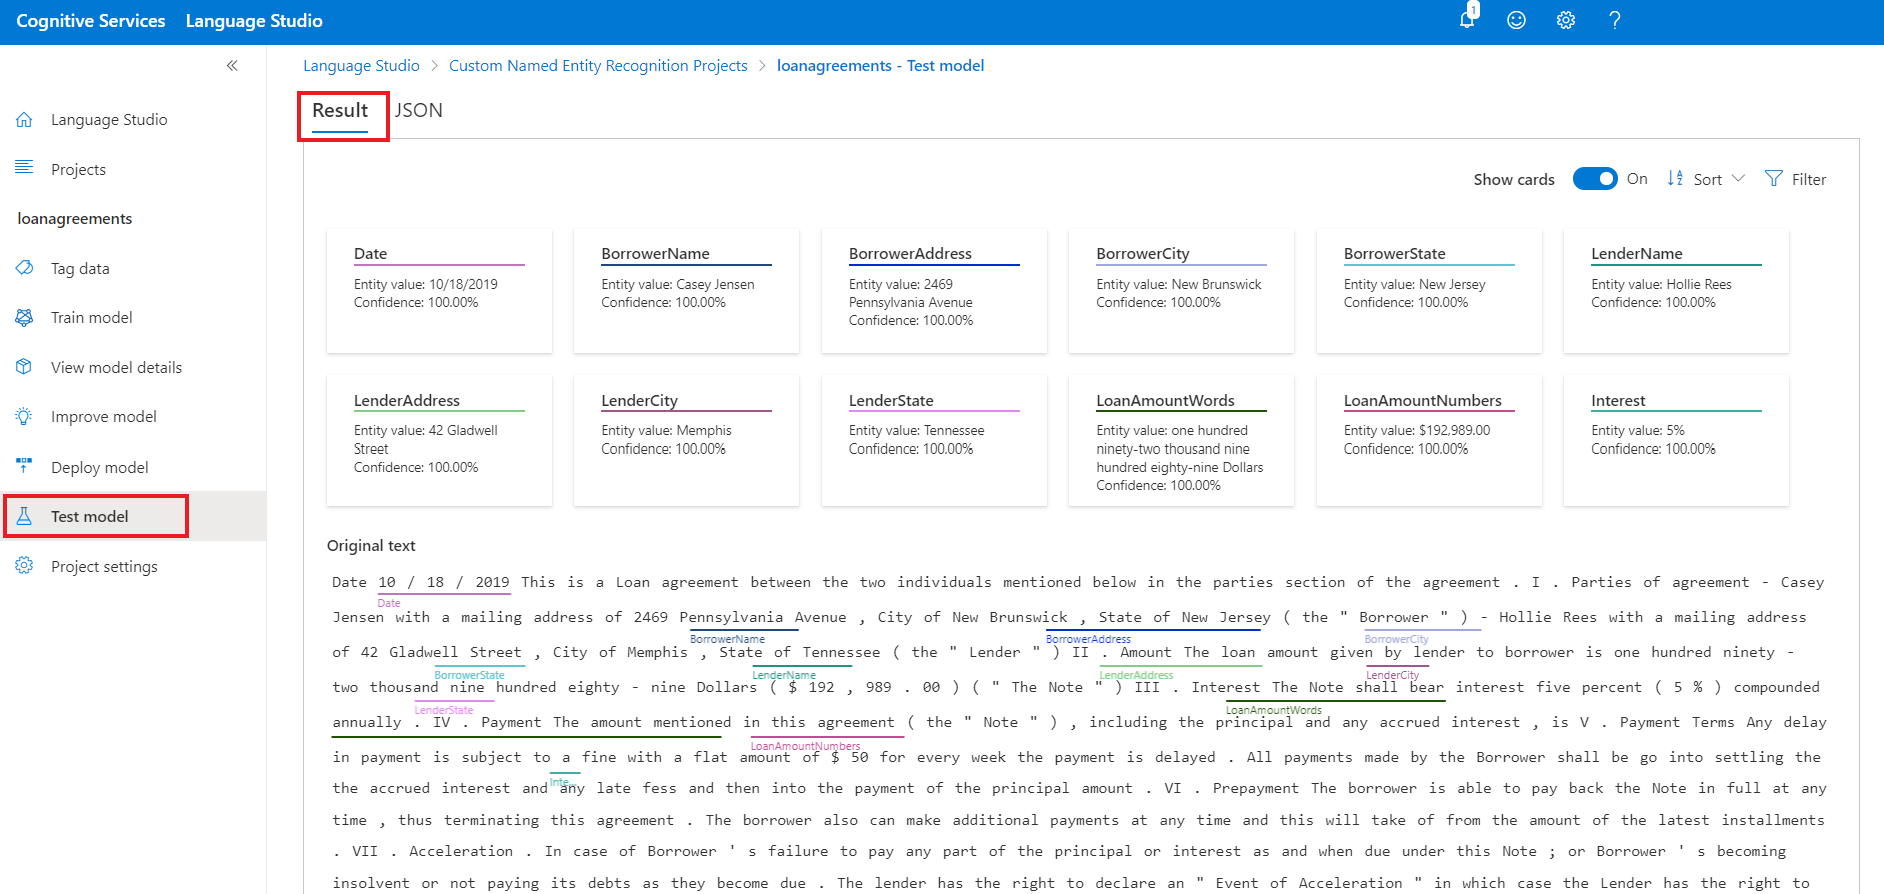 Cognitive Services Language Studio 1
Language Studio > Custom Named Entity Recognition Projects > loanagreements - Test model
Result JSON
Language Studio
Projects
loanagreements
Tag data
Train model
View model details
Improve model
Deploy model
Test model
Project settings
Show cards On Sort Filter
Date
Entity value: 10/18/2019
Confidence: 100.00%
BorrowerName
Entity value: Casey Jensen
Confidence: 100.00%
BorrowerAddress
Entity value: 2469
Pennsylvania Avenue
Confidence: 100.00%
BorrowerCity
Entity value: New Brunswick
Confidence: 100.00%
BorrowerState
Entity value: New Jersey
Confidence: 100.00%
LenderName
Entity value: Hollie Rees
Confidence: 100.00%
LenderAddress
Entity value: 42 Gladwell
Street
Confidence: 100.00%
LenderCity
Entity value: Memphis
Confidence: 100.00%
LenderState
Entity value: Tennessee
Confidence: 100.00%
LoanAmountWords
Entity value: one hundred
ninety-two thousand nine
hundred eighty-nine Dollars
Confidence: 100.00%
LoanAmountNumbers
Entity value: $192,989.00
Confidence: 100.00%
Interest
Entity value: 5%
Confidence: 100.00%
Original text
Date 10 / 18 / 2019 This is a Loan agreement between the two individuals mentioned below in the parties section of the agreement . I . Parties of agreement - Casey
Date
Jensen with a mailing address of 2469 Pennsylvania Avenue , City of New Brunswick , State of New Jersey ( the " Borrower " ) - Hollie Rees with a mailing address
BorrowerName BorrowerAddress BorrowerCity
of 42 Gladwell Street , City of Memphis , State of Tennessee ( the " Lender " ) II . Amount The loan amount given by lender to borrower is one hundred ninety -
BorrowerState LenderName LenderAddress LenderCity
two thousand nine hundred eighty - nine Dollars ( $ 192 , 989 . 00 ) ( " The Note " ) III . Interest The Note shall bear interest five percent ( 5 % ) compounded
LenderState LoanAmountWords
annually . IV . Payment The amount mentioned in this agreement ( the " Note " ) , including the principal and any accrued interest , is V . Payment Terms Any delay
LoanAmountNumbers
in payment is subject to a fine with a flat amount of $ 50 for every week the payment is delayed . All payments made by the Borrower shall be go into settling the
Inte...
the accrued interest and any late fess and then into the payment of the principal amount . VI . Prepayment The borrower is able to pay back the Note in full at any
time , thus terminating this agreement . The borrower also can make additional payments at any time and this will take of from the amount of the latest installments
. VII . Acceleration . In case of Borrower ' s failure to pay any part of the principal or interest as and when due under this Note ; or Borrower ' s becoming
insolvent or not paying its debts as they become due . The lender has the right to declare an " Event of Acceleration " in which case the Lender has the right to